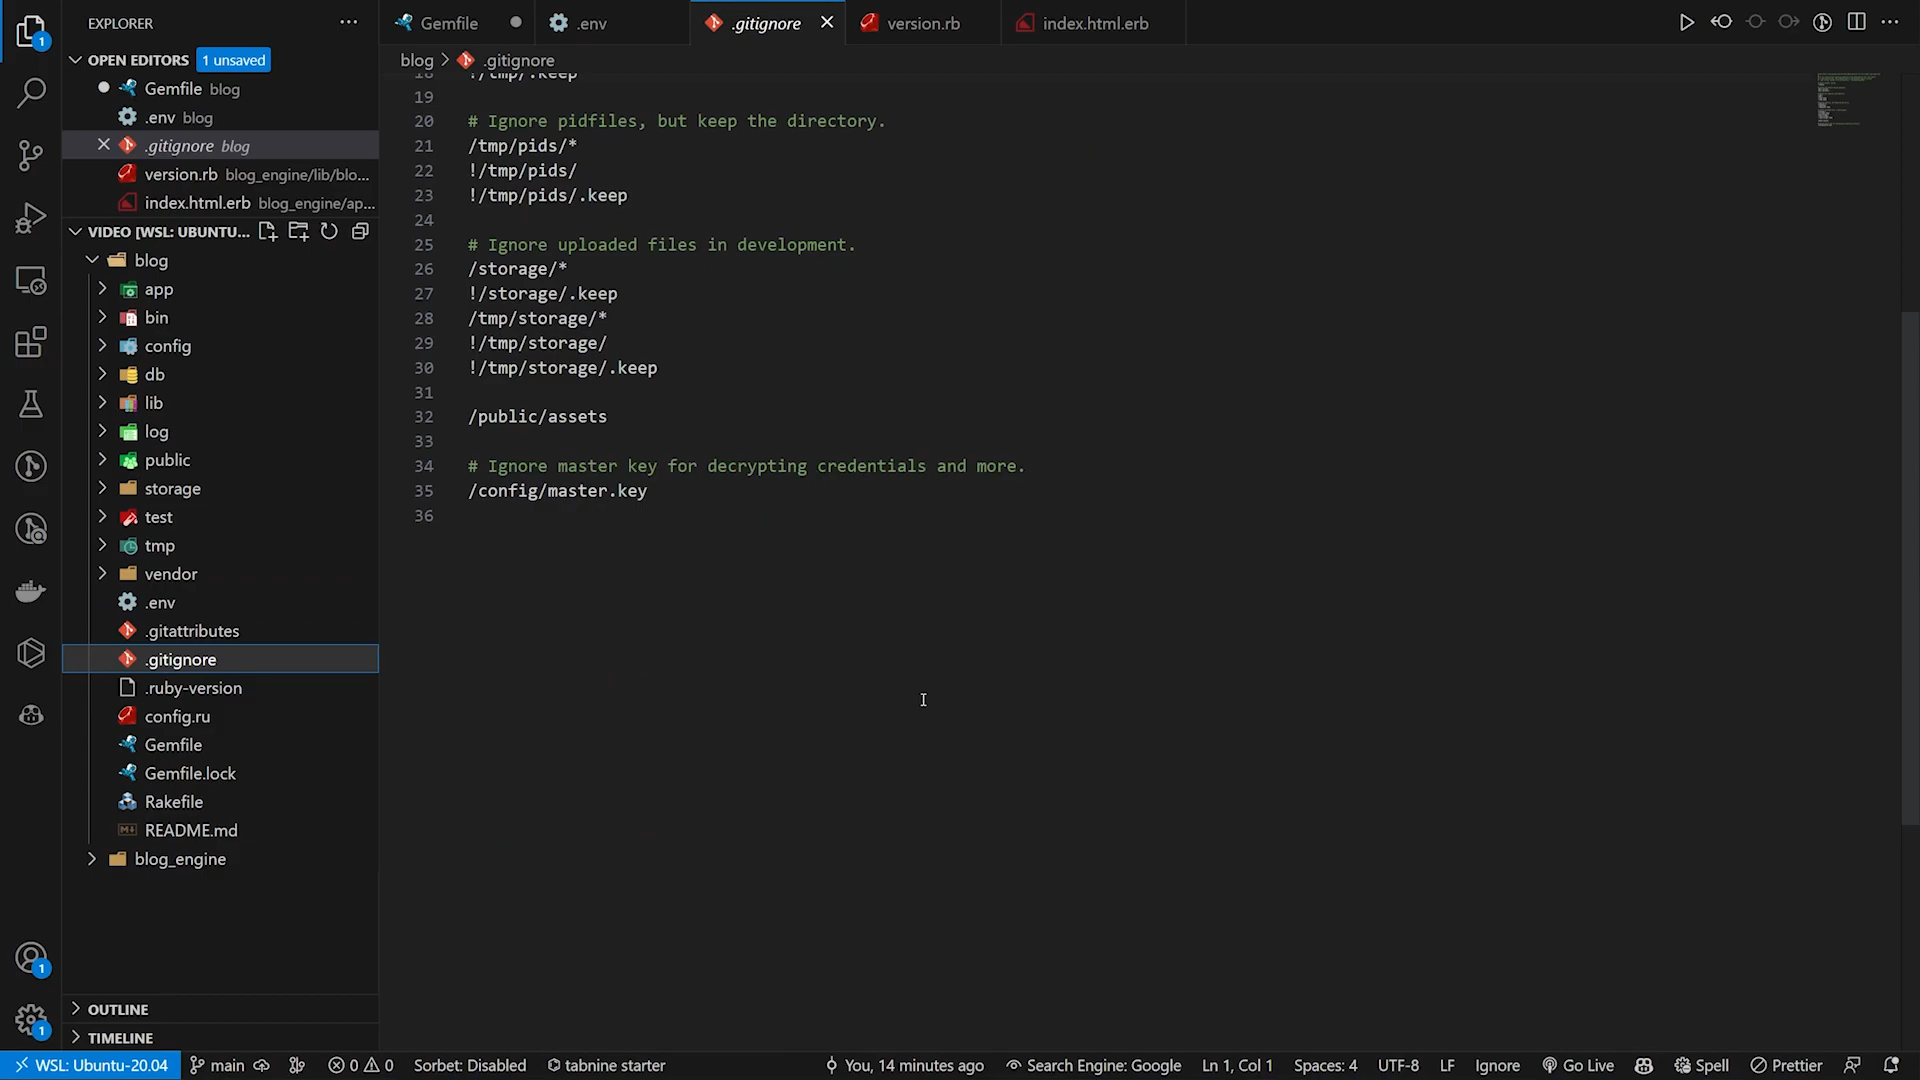 EXPLORER
Gemfile
.env
.gitignore
version.rb
index.html.erb
OPEN EDITORS
1 unsaved
blog
.gitignore
Gemfile blog
.env blog
.gitignore blog
version.rb blog_engine/lib/blo...
index.html.erb blog_engine/ap...
VIDEO [WSL: UBUNTU...
blog
app
bin
config
db
lib
log
public
storage
test
tmp
vendor
.env
.gitattributes
.gitignore
.ruby-version
config.ru
Gemfile
Gemfile.lock
Rakefile
README.md
blog_engine
OUTLINE
TIMELINE
18 !/tmp/.keep
19
20 # Ignore pidfiles, but keep the directory.
21 /tmp/pids/*
22 !/tmp/pids/
23 !/tmp/pids/.keep
24
25 # Ignore uploaded files in development.
26 /storage/*
27 !/storage/.keep
28 /tmp/storage/*
29 !/tmp/storage/
30 !/tmp/storage/.keep
31
32 /public/assets
33
34 # Ignore master key for decrypting credentials and more.
35 /config/master.key
36
1
1
1
WSL: Ubuntu-20.04 main 0 0 Sorbet: Disabled tabnine starter You, 14 minutes ago Search Engine: Google Ln 1, Col 1 Spaces: 4 UTF-8 LF Ignore Go Live Spell Prettier